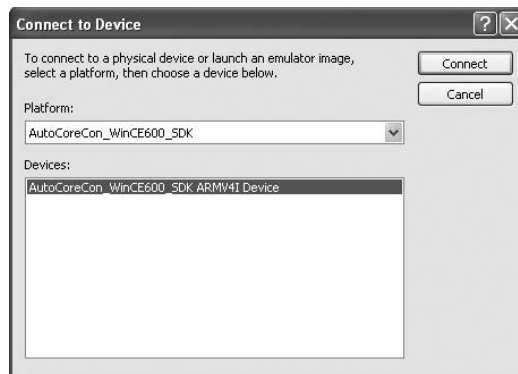 Connect to Device
To connect to a physical device or launch an emulator image,
select a platform, then choose a device below.
Connect
Cancel
Platform:
AutoCoreCon_WinCE600_SDK
Devices:
AutoCoreCon_WinCE600_SDK ARMV4I Device